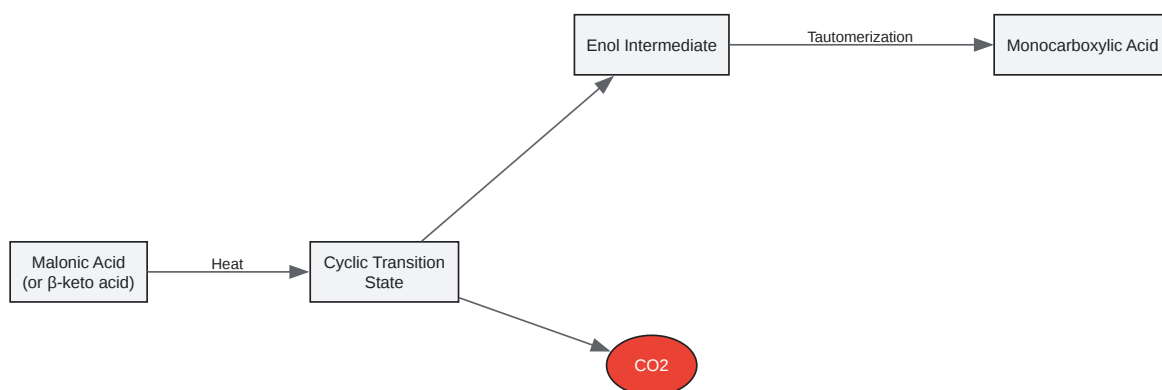 Enol Intermediate
Tautomerization
Monocarboxylic Acid
Malonic Acid
(or β-keto acid)
Heat
Cyclic Transition
State
CO2